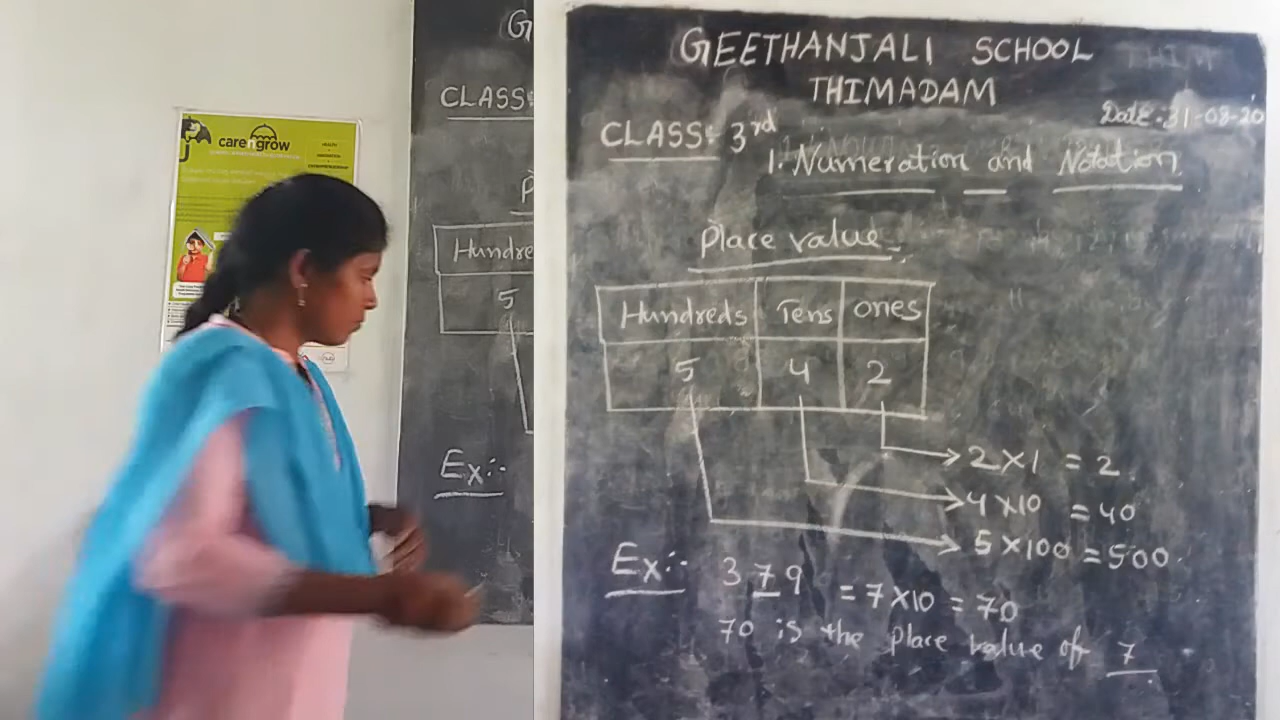 care n grow
G
CLASS:
P
Hundre
5
Ex:-
GEETHANJALI SCHOOL
THIMADAM
Date: 31-08-20
CLASS: 3rd
1. Numeration and Notation
Place value
Hundreds Tens ones
5 4 2
2×1 = 2
4×10 = 40
5×100 = 500
Ex:- 379 = 7×10 = 70
70 is the place value of 7